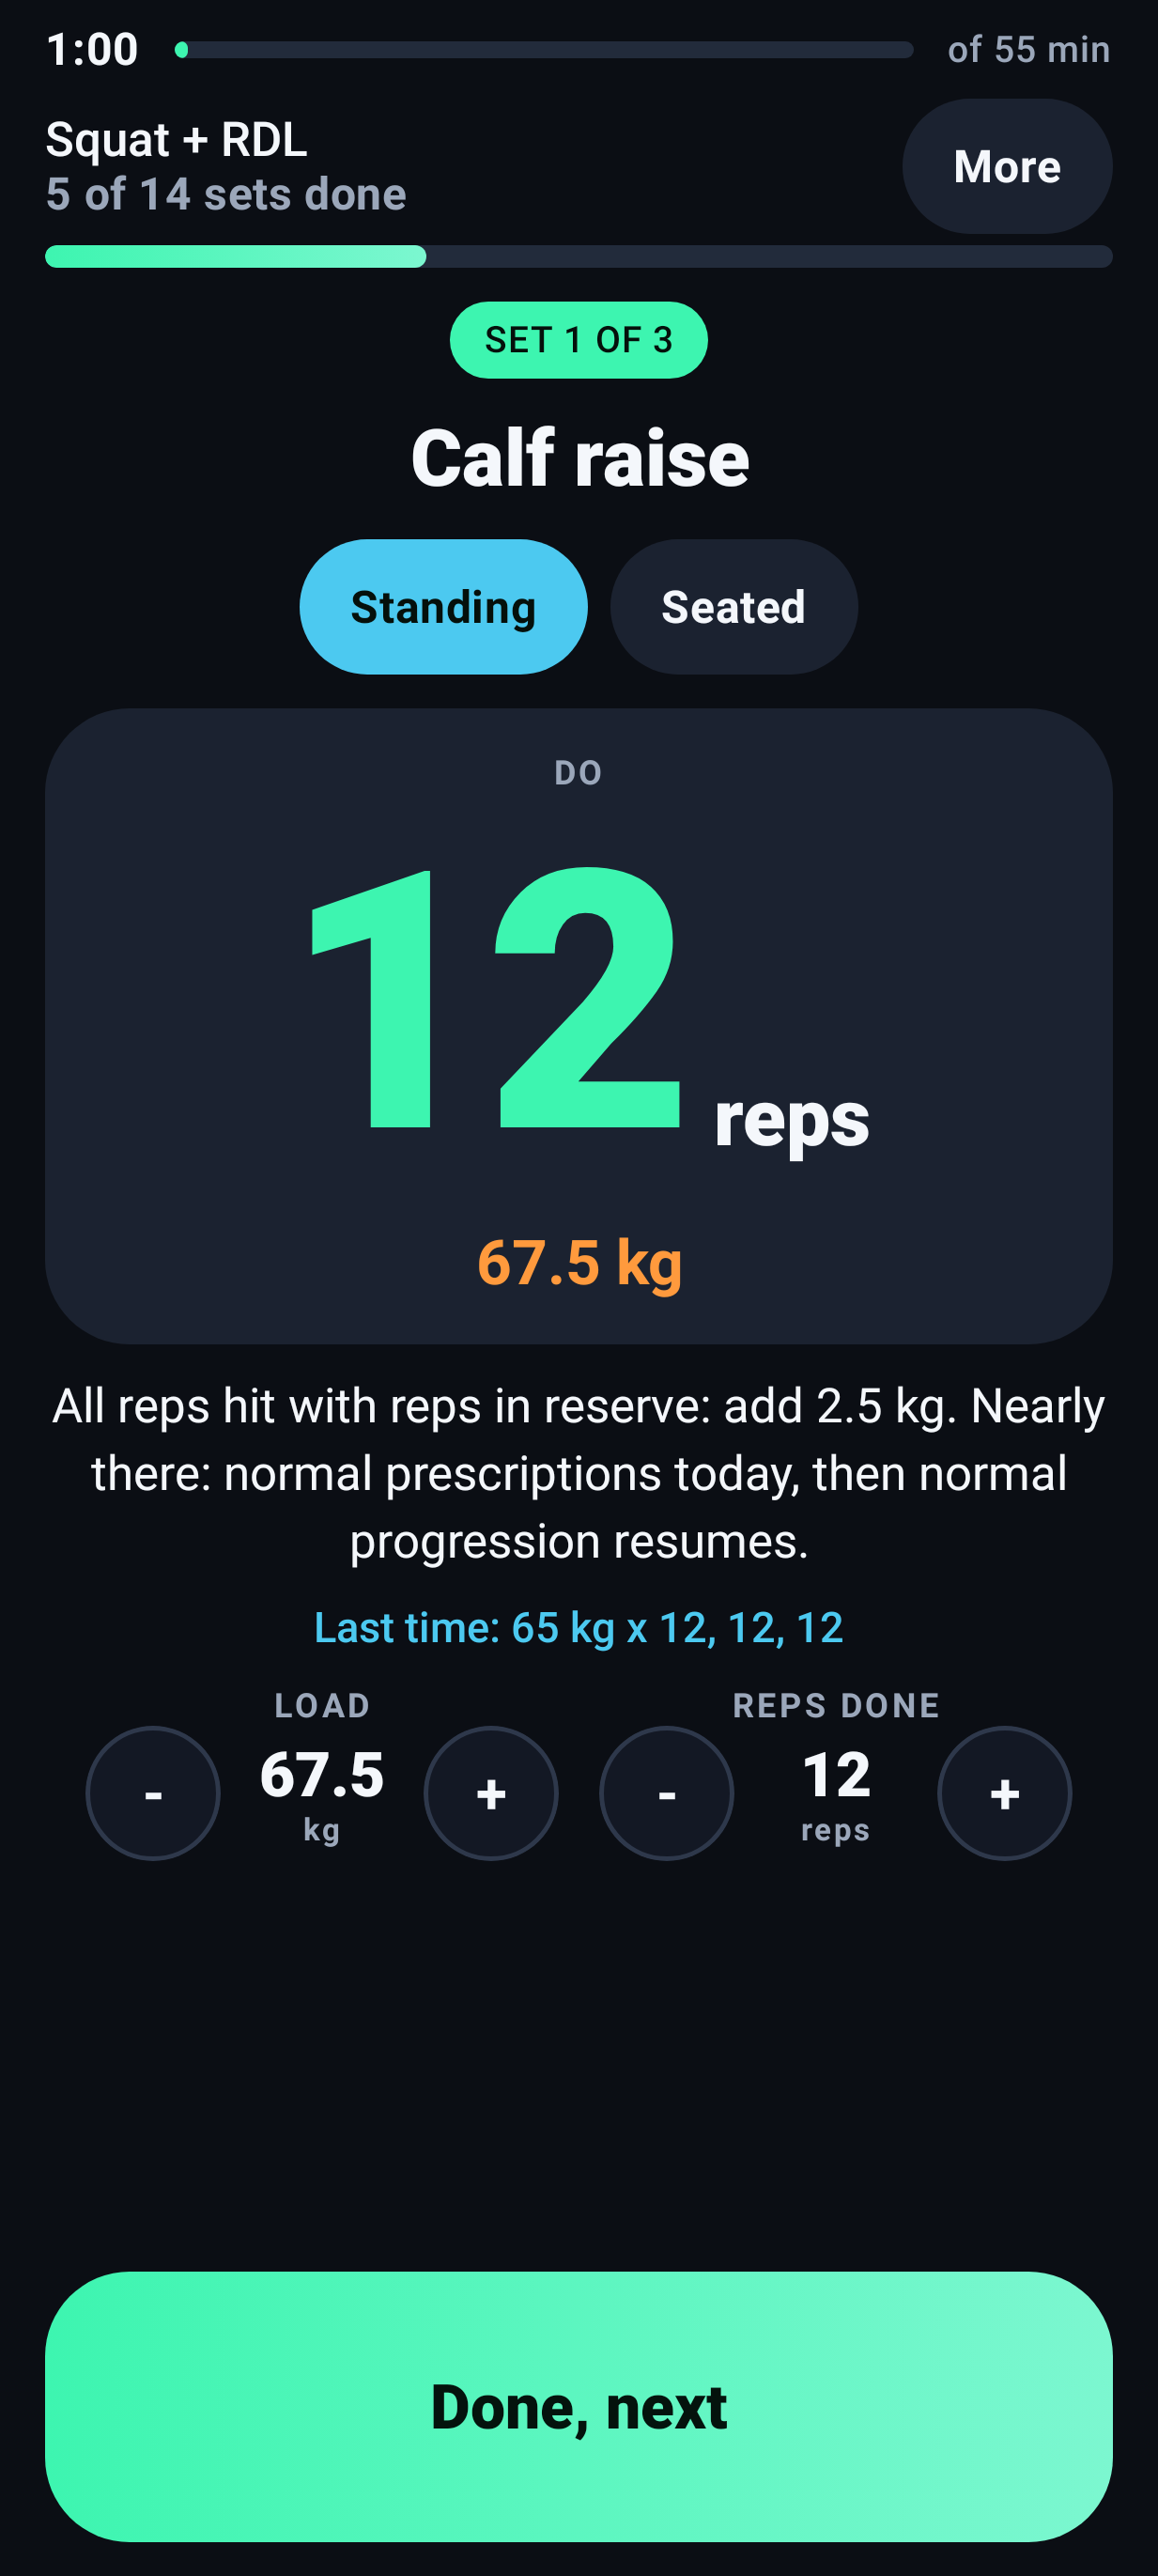 1:00
of 55 min
Squat + RDL
5 of 14 sets done
More
SET 1 OF 3
Calf raise
Standing
Seated
DO
12 reps
67.5 kg
All reps hit with reps in reserve: add 2.5 kg. Nearly
there: normal prescriptions today, then normal
progression resumes.
Last time: 65 kg x 12, 12, 12
LOAD
- 67.5 +
kg
REPS DONE
- 12 +
reps
Done, next